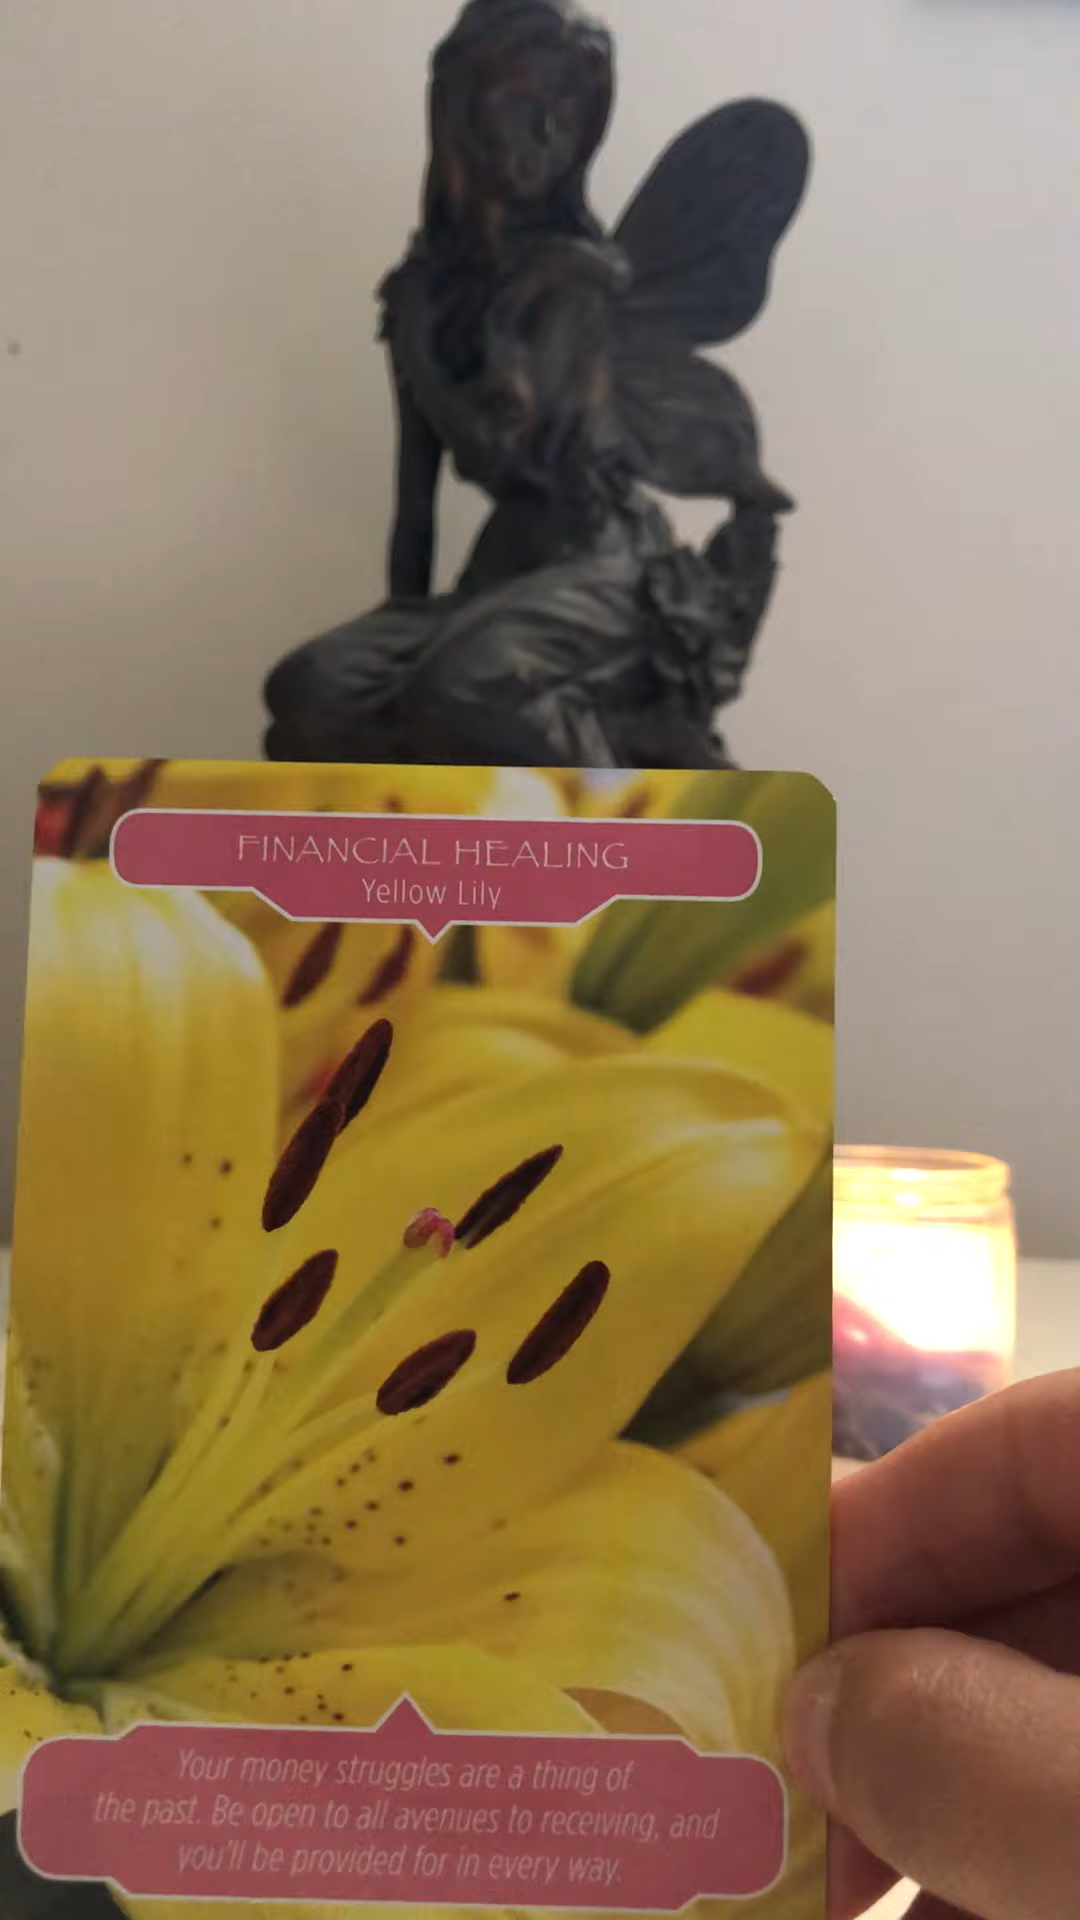 FINANCIAL HEALING
Yellow Lily
Your money struggles are a thing of
the past. Be open to all avenues to receiving, and
you'll be provided for in every way.